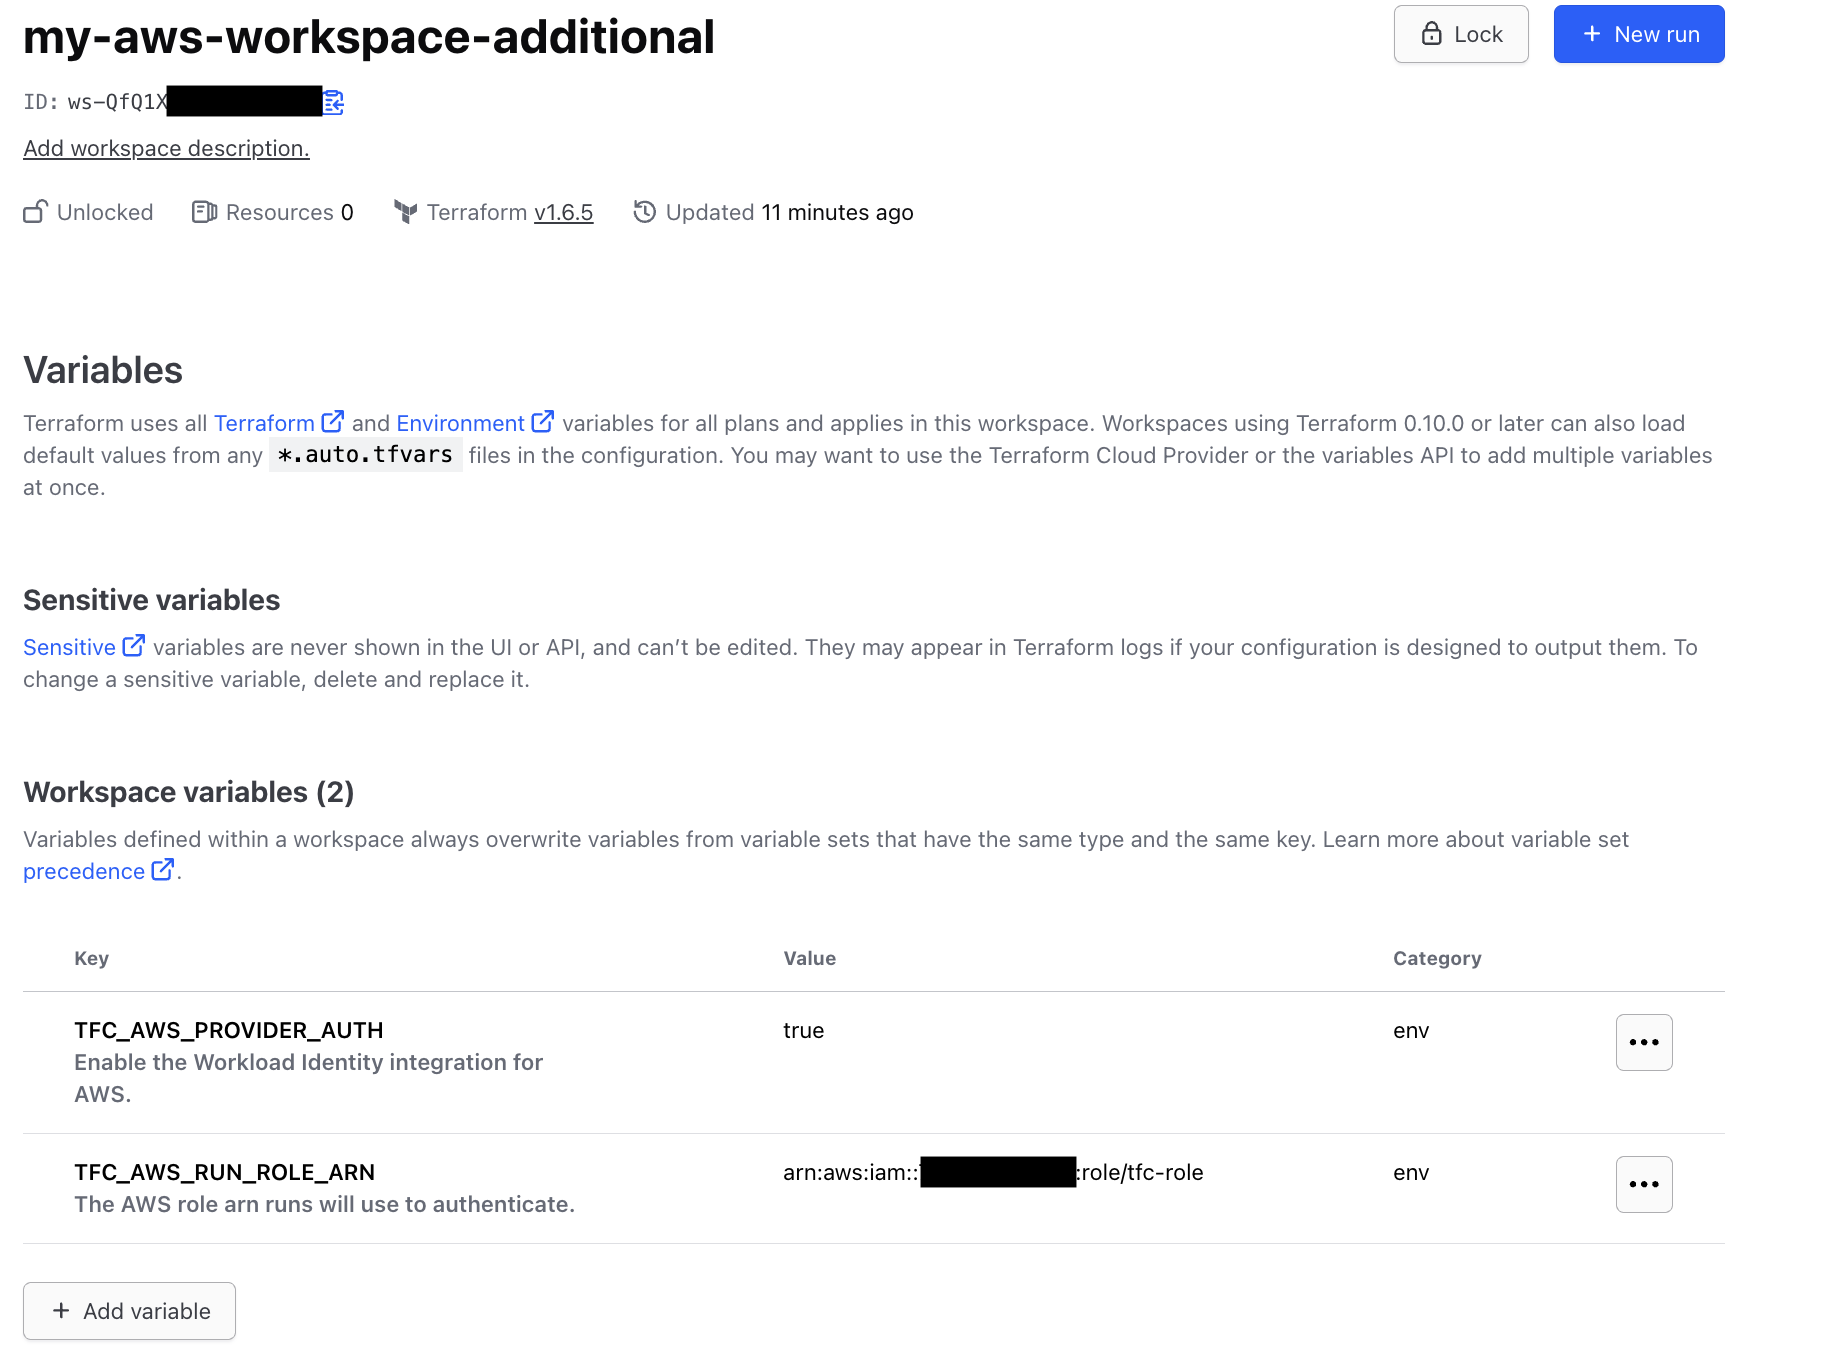 my-aws-workspace-additional
Lock
+ New run
ID: ws-QfQ1X
Add workspace description.
Unlocked
Resources 0
Terraform v1.6.5
Updated 11 minutes ago
Variables
Terraform uses all Terraform and Environment variables for all plans and applies in this workspace. Workspaces using Terraform 0.10.0 or later can also load
default values from any *.auto.tfvars files in the configuration. You may want to use the Terraform Cloud Provider or the variables API to add multiple variables
at once.
Sensitive variables
Sensitive variables are never shown in the UI or API, and can’t be edited. They may appear in Terraform logs if your configuration is designed to output them. To
change a sensitive variable, delete and replace it.
Workspace variables (2)
Variables defined within a workspace always overwrite variables from variable sets that have the same type and the same key. Learn more about variable set
precedence.
Key Value Category
TFC_AWS_PROVIDER_AUTH true env
Enable the Workload Identity integration for
AWS.
TFC_AWS_RUN_ROLE_ARN arn:aws:iam:: :role/tfc-role env
The AWS role arn runs will use to authenticate.
+ Add variable